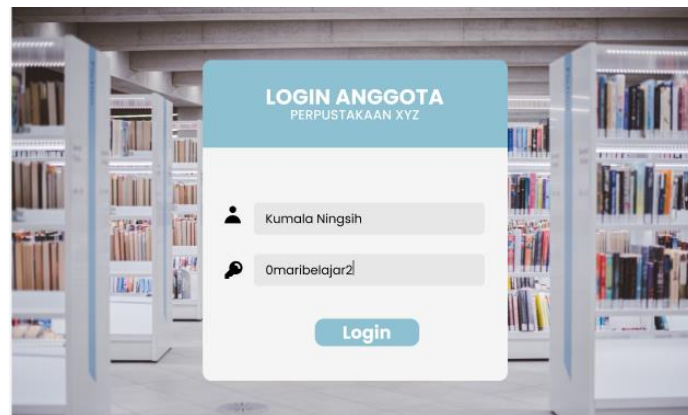 LOGIN ANGGOTA
PERPUSTAKAAN XYZ
Kumala Ningsih
0maribelajar2
Login